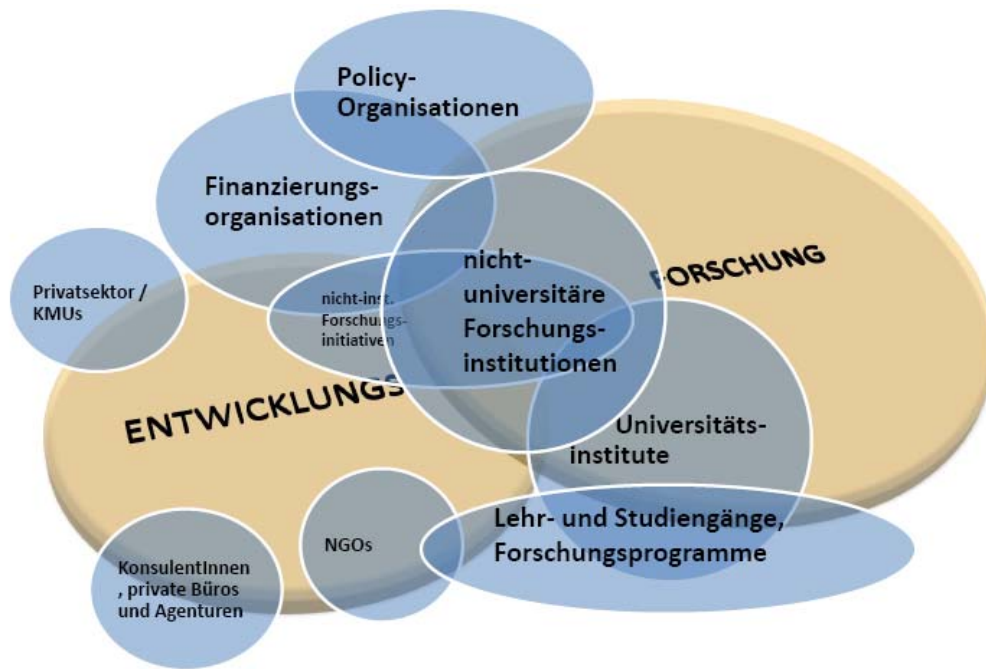 Policy-
Organisationen
Finanzierungs-
organisationen
nicht-
universitäre
Forschungs-
institutionen
FORSCHUNG
Privatsektor /
KMUs
nicht-inst.
Forschungs-
initiativen
ENTWICKLUNGS
Universitäts-
institute
Lehr- und Studiengänge,
Forschungsprogramme
NGOs
KonsulentInnen
, private Büros
und Agenturen